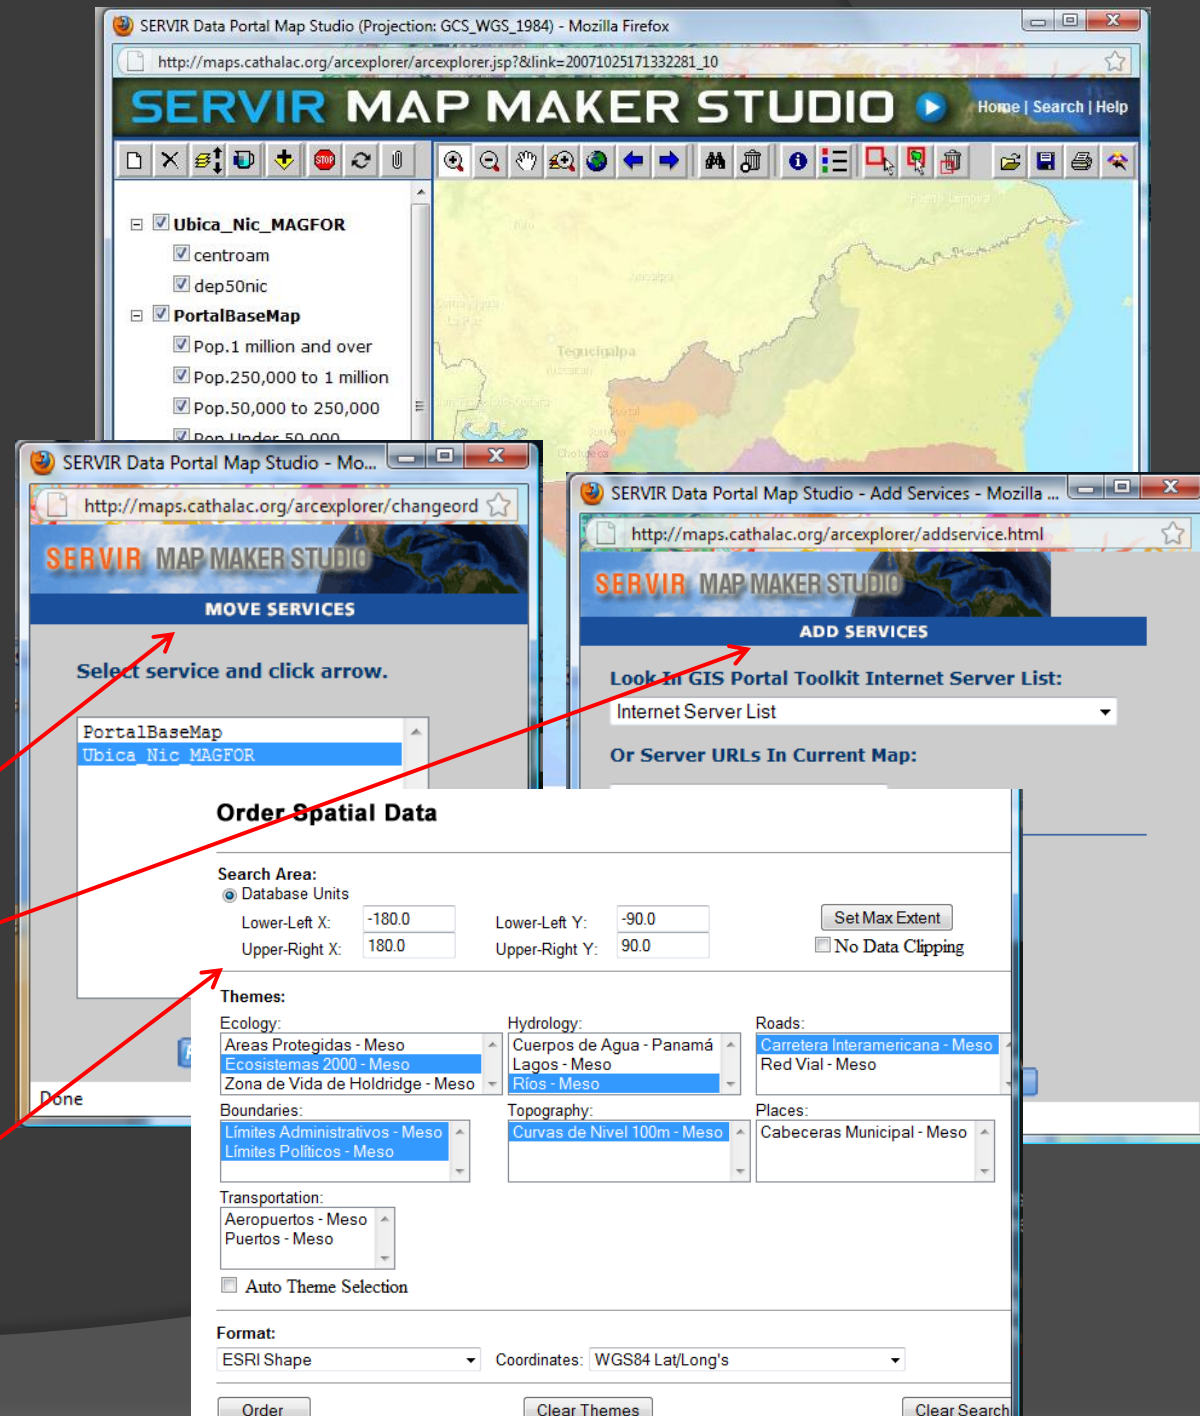 SERVIR Data Portal Map Studio (Projection: GCS_WGS_1984) - Mozilla Firefox
http://maps.cathalac.org/arcexplorer/arcexplorer.jsp?&link=20071025171332281_10
SERVIR MAP MAKER STUDIO
Home | Search | Help
STOP
Ubica_Nic_MAGFOR
centroam
dep50nic
PortalBaseMap
Pop.1 million and over
Pop.250,000 to 1 million
Pop.50,000 to 250,000
Pop.Under 50,000
Tegucigalpa
Choluteca
SERVIR Data Portal Map Studio - Mo...
http://maps.cathalac.org/arcexplorer/changeord
SERVIR MAP MAKER STUDIO
MOVE SERVICES
Select service and click arrow.
PortalBaseMap
Ubica_Nic_MAGFOR
Done
SERVIR Data Portal Map Studio - Add Services - Mozilla ...
http://maps.cathalac.org/arcexplorer/addservice.html
SERVIR MAP MAKER STUDIO
ADD SERVICES
Look In GIS Portal Toolkit Internet Server List:
Internet Server List
Or Server URLs In Current Map:
Order Spatial Data
Search Area:
Database Units
Lower-Left X: -180.0 Lower-Left Y: -90.0 Set Max Extent
Upper-Right X: 180.0 Upper-Right Y: 90.0 No Data Clipping
Themes:
Ecology:
Areas Protegidas - Meso
Ecosistemas 2000 - Meso
Zona de Vida de Holdridge - Meso
Hydrology:
Cuerpos de Agua - Panamá
Lagos - Meso
Ríos - Meso
Roads:
Carretera Interamericana - Meso
Red Vial - Meso
Boundaries:
Límites Administrativos - Meso
Límites Políticos - Meso
Topography:
Curvas de Nivel 100m - Meso
Places:
Cabeceras Municipal - Meso
Transportation:
Aeropuertos - Meso
Puertos - Meso
Auto Theme Selection
Format:
ESRI Shape Coordinates: WGS84 Lat/Long's
Order Clear Themes Clear Search